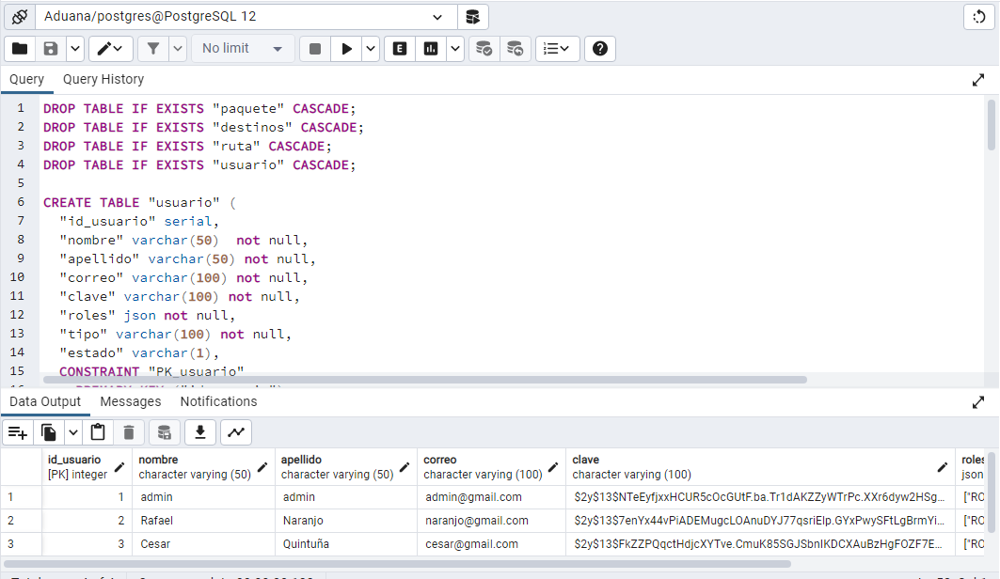 Aduana/postgres@PostgreSQL 12
No limit
E
Query Query History
1 DROP TABLE IF EXISTS "paquete" CASCADE;
2 DROP TABLE IF EXISTS "destinos" CASCADE;
3 DROP TABLE IF EXISTS "ruta" CASCADE;
4 DROP TABLE IF EXISTS "usuario" CASCADE;
5
6 CREATE TABLE "usuario" (
7 "id_usuario" serial,
8 "nombre" varchar(50)  not null,
9 "apellido" varchar(50) not null,
10 "correo" varchar(100) not null,
11 "clave" varchar(100) not null,
12 "roles" json not null,
13 "tipo" varchar(100) not null,
14 "estado" varchar(1),
15 CONSTRAINT "PK_usuario"
Data Output Messages Notifications
id_usuario nombre apellido correo clave roles
[PK] integer character varying (50) character varying (50) character varying (100) character varying (100) json
1 1 admin admin admin@gmail.com $2y$13$NTeEyfjxxHCUR5cOcGUtF.ba.Tr1dAKZZyWTrPc.XXr6dyw2HSg... ["RO
2 2 Rafael Naranjo naranjo@gmail.com $2y$13$7enYx44vPiADEMugcLOAnuDYJ77qsriElp.GYxPwySFtLgBrmYi... ["RO
3 3 Cesar Quintuña cesar@gmail.com $2y$13$FkZZPQqctHdjcXYTve.CmuK85SGJSbnIKDCXAuBzHgFOZF7E... ["RO